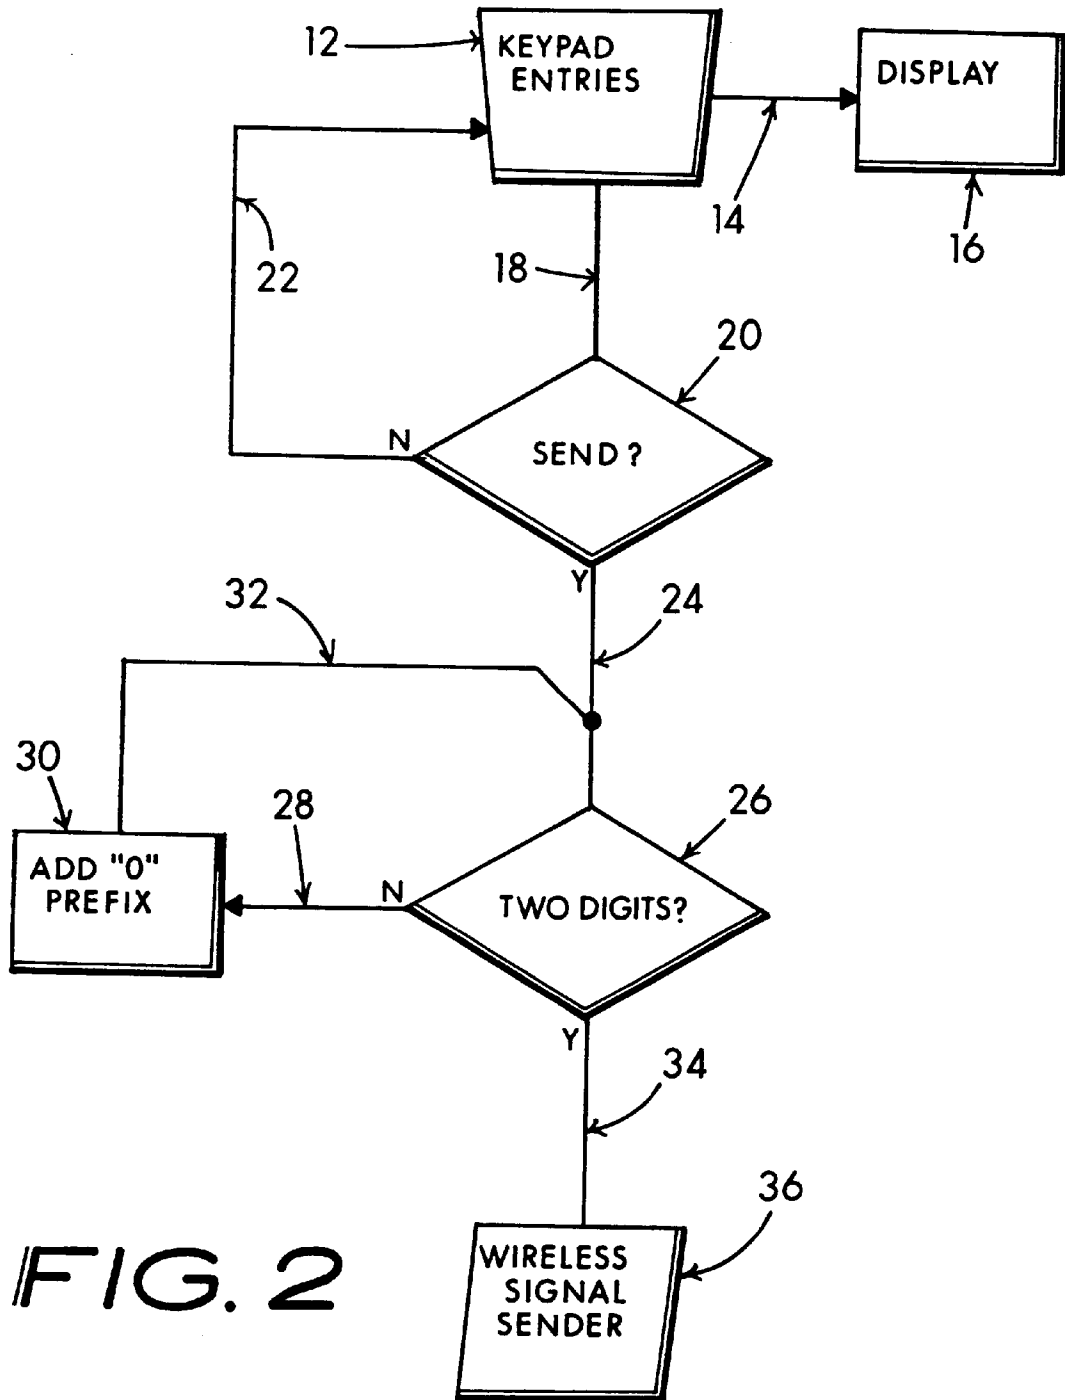 12
KEYPAD
ENTRIES
DISPLAY
14
16
22
18
20
N
SEND?
Y
24
32
30
28
26
ADD "0"
PREFIX
N
TWO DIGITS?
Y
34
36
WIRELESS
SIGNAL
SENDER
FIG. 2